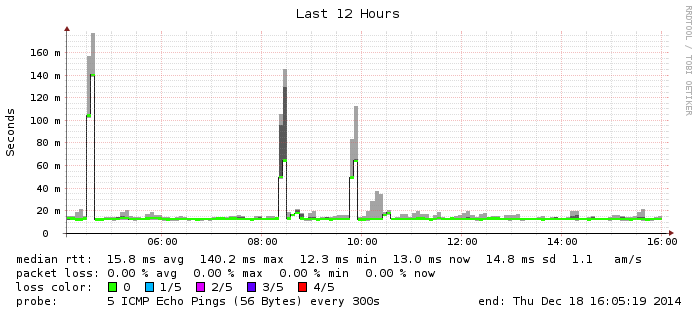 Last 12 Hours
RRDTOOL / TOBI OETIKER
Seconds
160 m
140 m
120 m
100 m
80 m
60 m
40 m
20 m
0
06:00 08:00 10:00 12:00 14:00 16:00
median rtt: 15.8 ms avg 140.2 ms max 12.3 ms min 13.0 ms now 14.8 ms sd 1.1 am/s
packet loss: 0.00 % avg 0.00 % max 0.00 % min 0.00 % now
loss color: 0 1/5 2/5 3/5 4/5
probe: 5 ICMP Echo Pings (56 Bytes) every 300s end: Thu Dec 18 16:05:19 2014